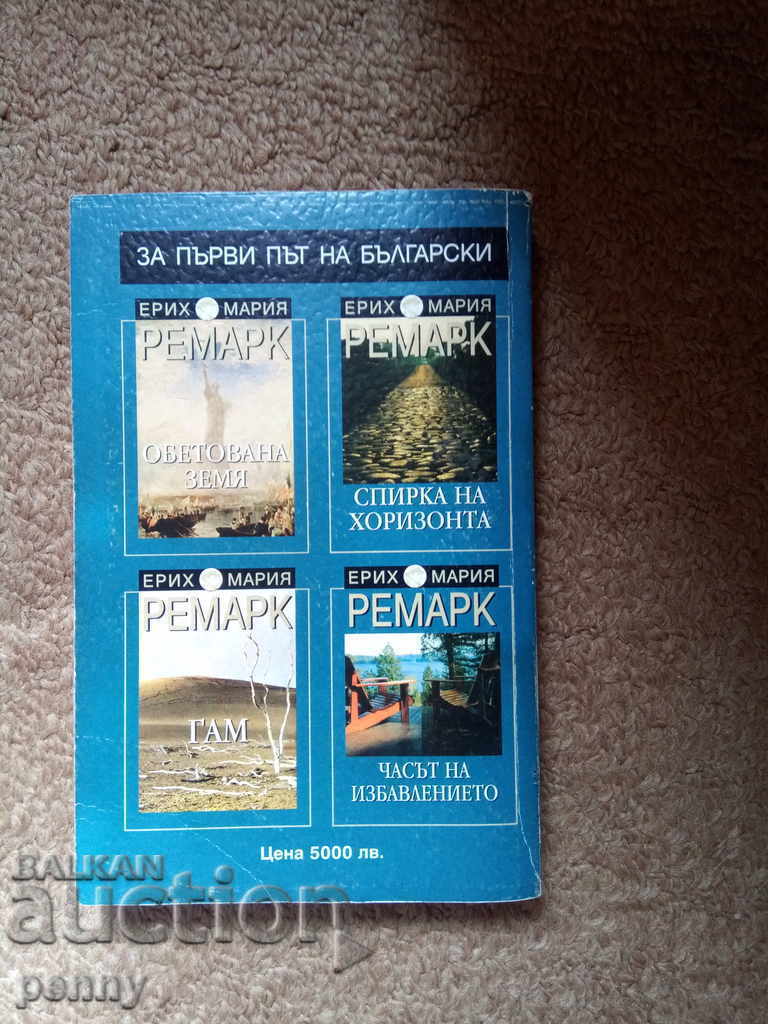 ЗА ПЪРВИ ПЪТ НА БЪЛГАРСКИ
ЕРИХ МАРИЯ
РЕМАРК
ОБЕТОВАНА
ЗЕМЯ
ЕРИХ МАРИЯ
РЕМАРК
СПИРКА НА
ХОРИЗОНТА
ЕРИХ МАРИЯ
РЕМАРК
ГАМ
ЕРИХ МАРИЯ
РЕМАРК
ЧАСЪТ НА
ИЗБАВЛЕНИЕТО
Цена 5000 лв.
BALKAN
auction
penny